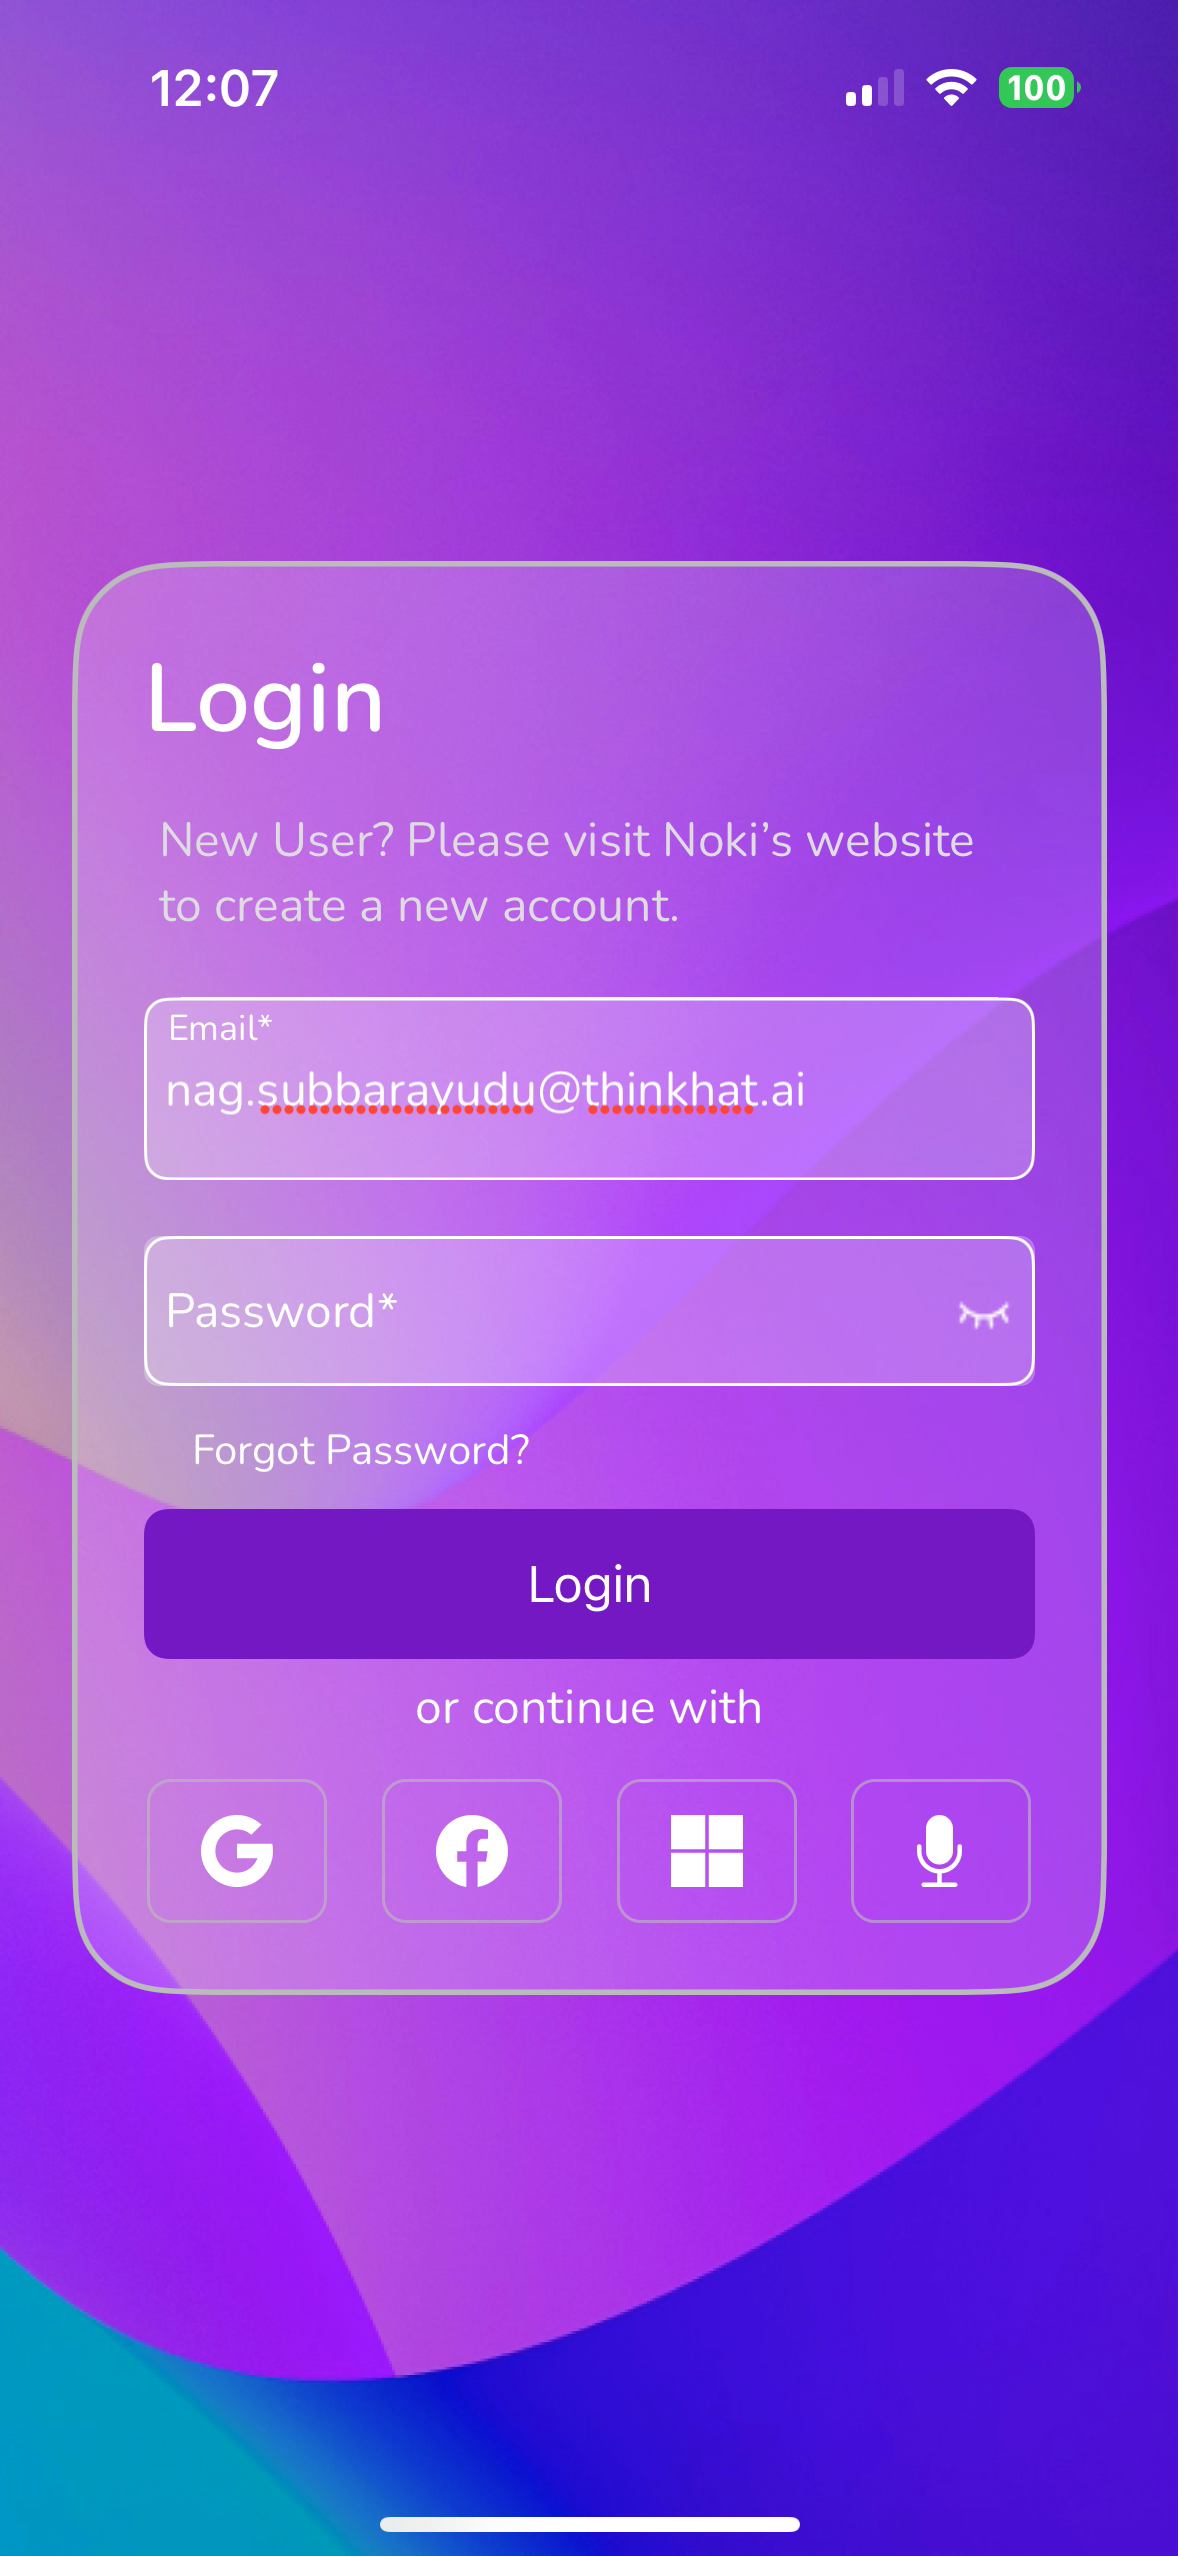 12:07
100
Login
New User? Please visit Noki’s website
to create a new account.
Email*
nag.subbarayudu@thinkhat.ai
Password*
Forgot Password?
Login
or continue with